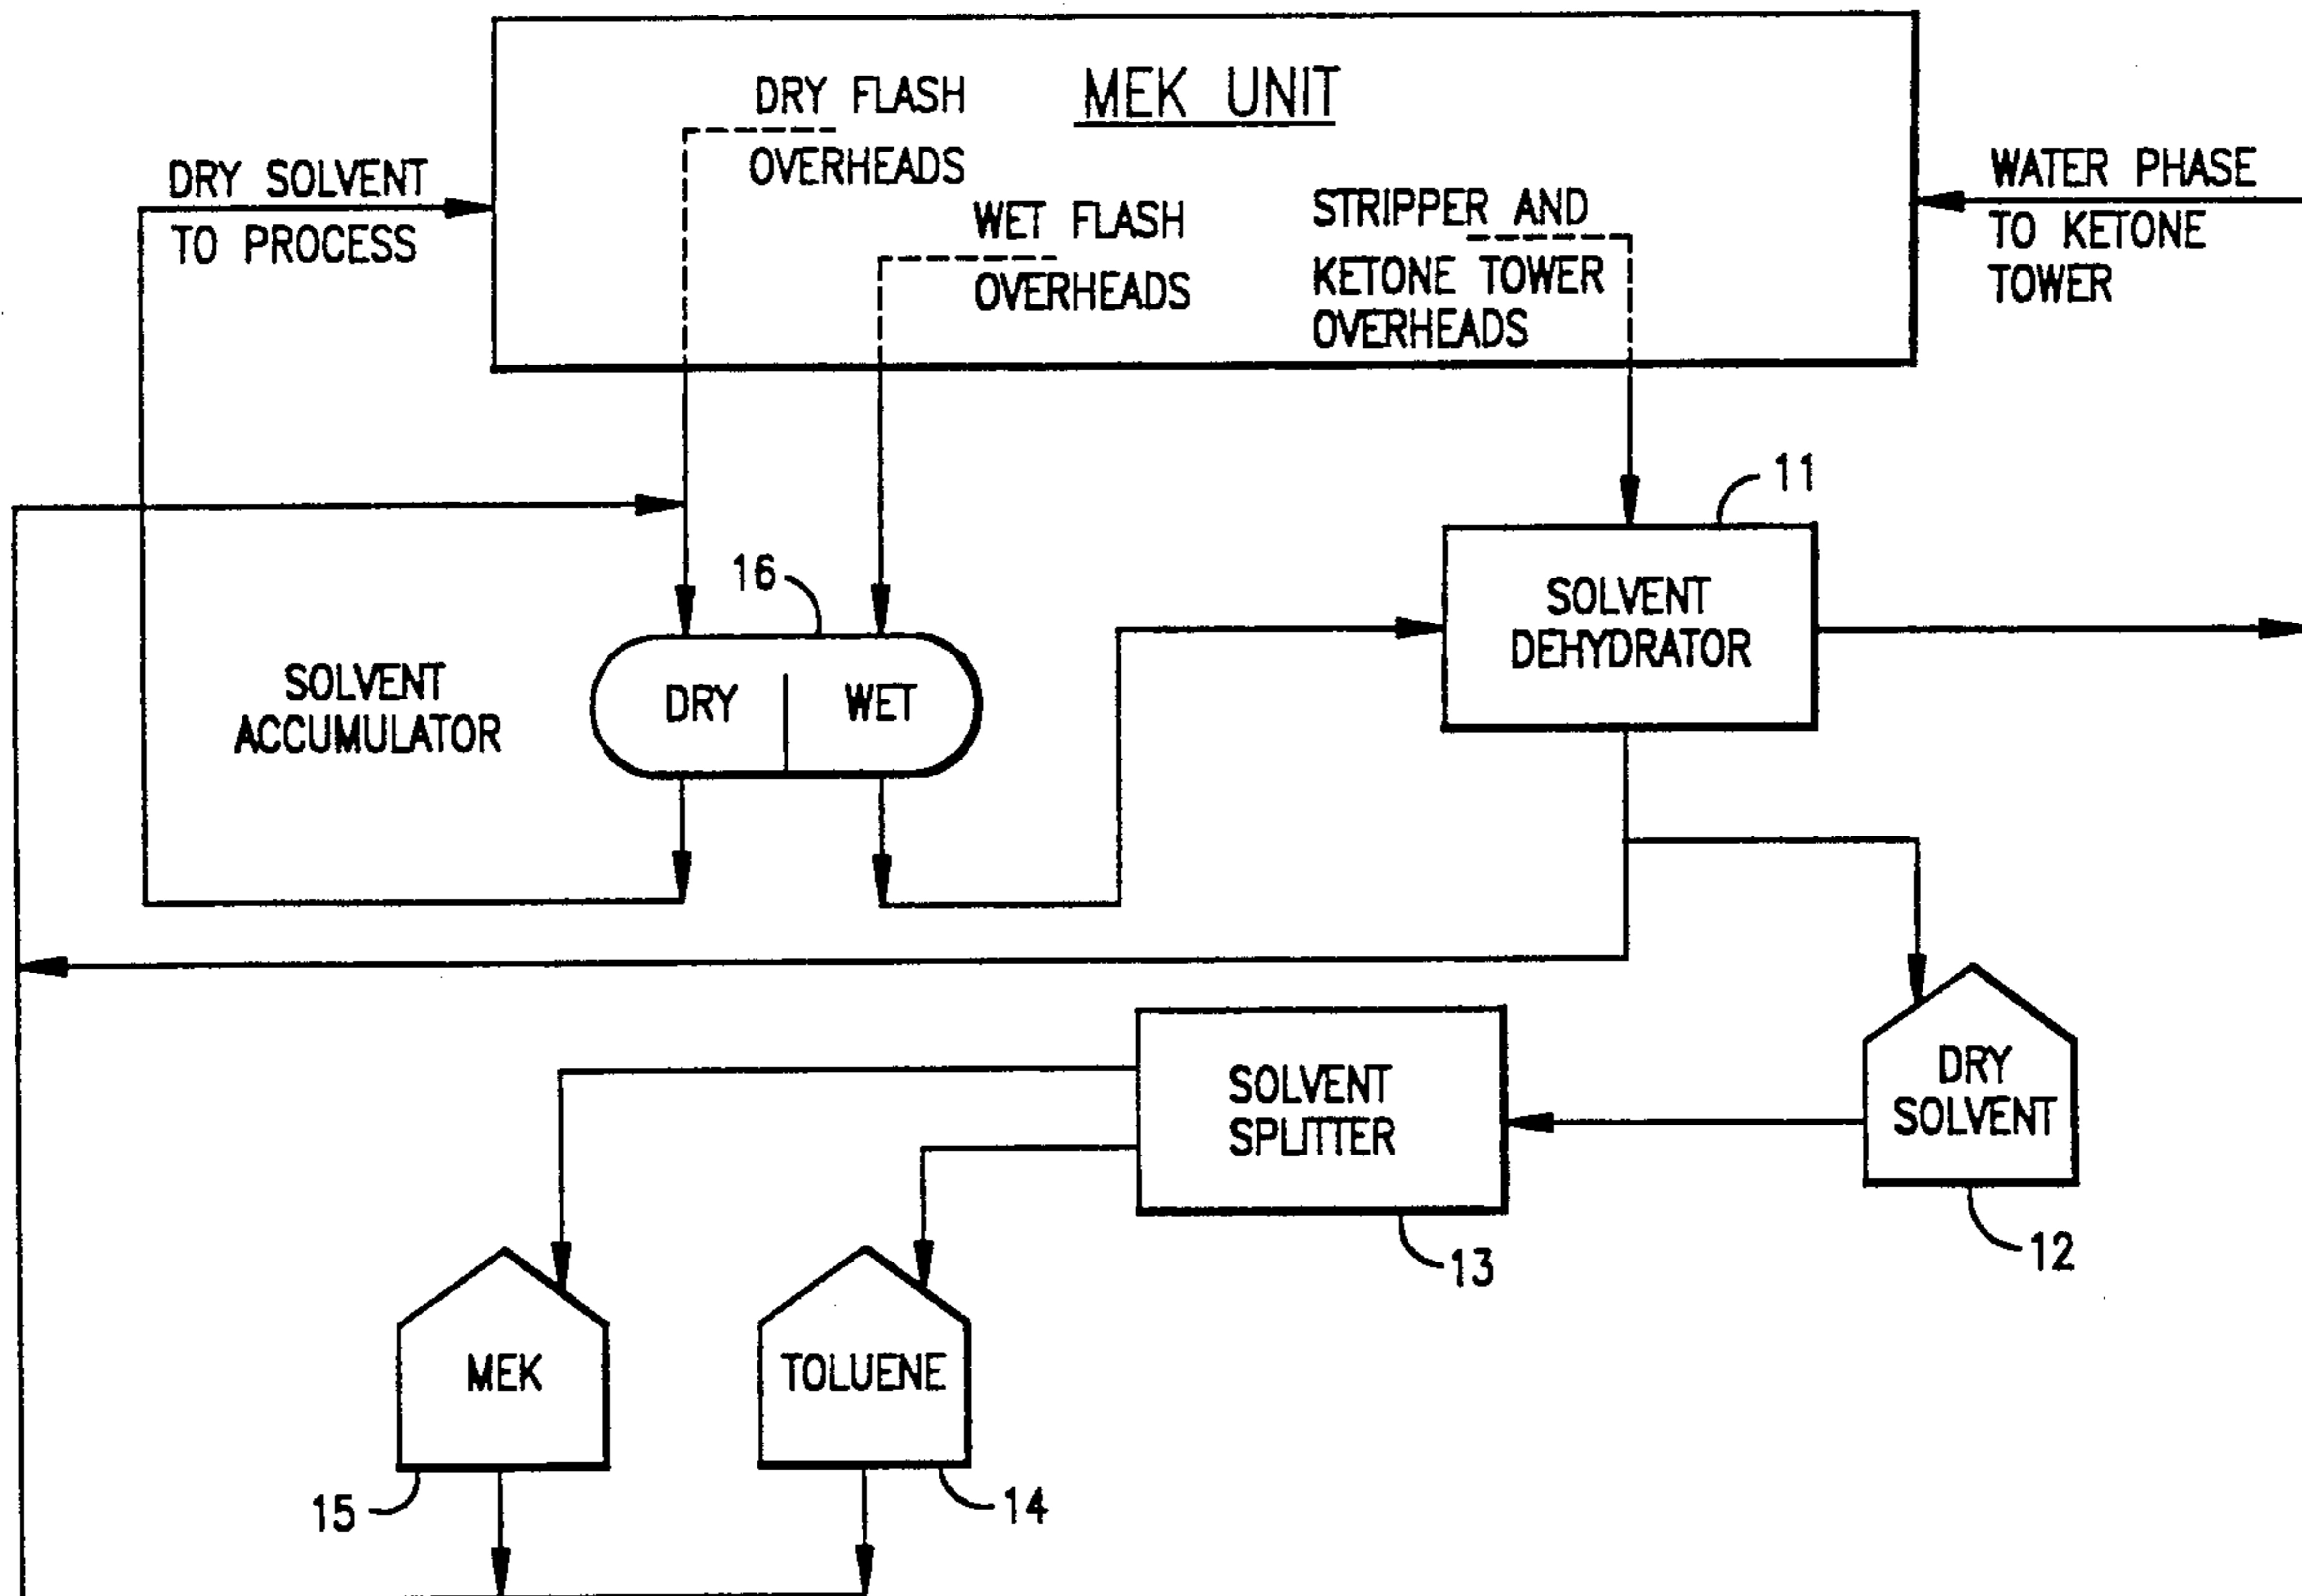 MEK UNIT
DRY FLASH
OVERHEADS
DRY SOLVENT
TO PROCESS
WET FLASH
OVERHEADS
STRIPPER AND
KETONE TOWER
OVERHEADS
WATER PHASE
TO KETONE
TOWER
11
16
SOLVENT
DEHYDRATOR
SOLVENT
ACCUMULATOR
DRY
WET
SOLVENT
SPLITTER
DRY
SOLVENT
12
13
MEK
TOLUENE
15
14